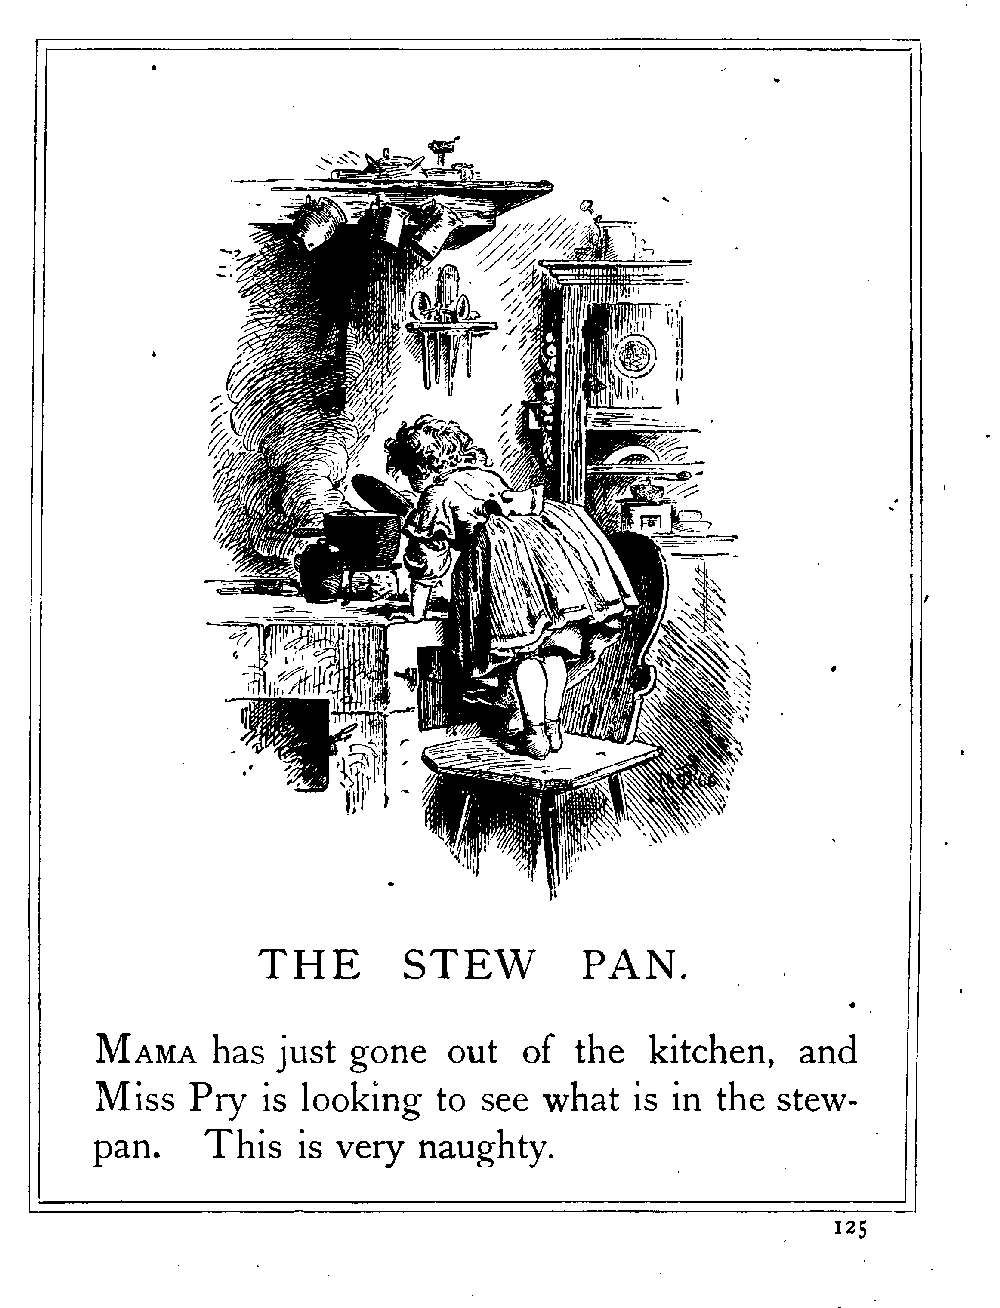 THE STEW PAN.
MAMA has just gone out of the kitchen, and
Miss Pry is looking to see what is in the stew-
pan. This is very naughty.
125